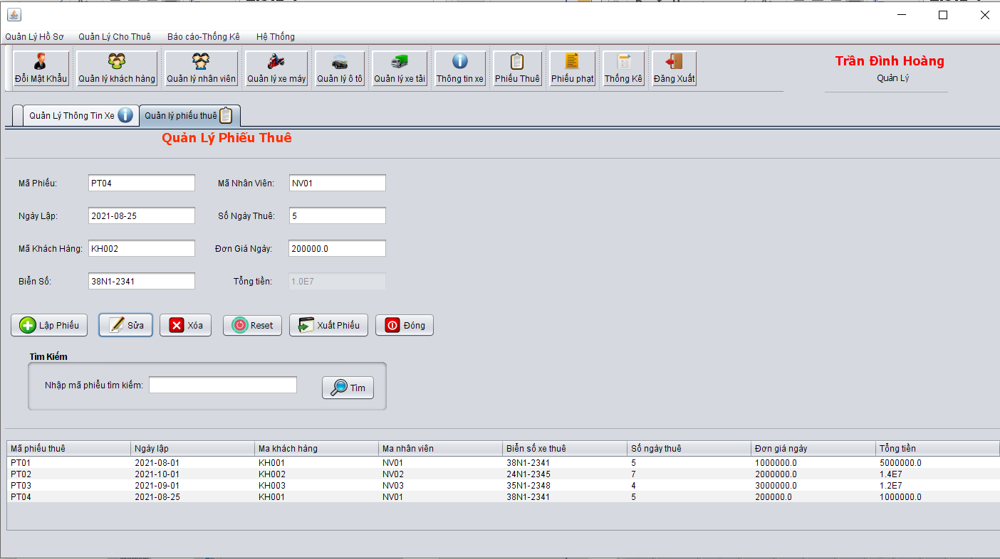 Quản Lý Hồ Sơ Quản Lý Cho Thuê Báo cáo-Thống Kê Hệ Thống
Đổi Mật Khẩu Quản lý khách hàng Quản lý nhân viên Quản lý xe máy Quản lý ô tô Quản lý xe tải Thông tin xe Phiếu Thuê Phiếu phạt Thống Kê Đăng Xuất
Trần Đình Hoàng
Quản Lý
Quản Lý Thông Tin Xe Quản lý phiếu thuê
Quản Lý Phiếu Thuê
Mã Phiếu: PT04 Mã Nhân Viên: NV01
Ngày Lập: 2021-08-25 Số Ngày Thuê: 5
Mã Khách Hàng: KH002 Đơn Giá Ngày: 200000.0
Biển Số: 38N1-2341 Tổng tiền: 1.0E7
Lập Phiếu Sửa Xóa Reset Xuất Phiếu Đóng
Tìm Kiếm
Nhập mã phiểu tìm kiếm: Tìm
Mã phiếu thuê Ngày lập Ma khách hàng Ma nhân viên Biển số xe thuê Số ngày thuê Đơn giá ngày Tổng tiền
PT01 2021-08-01 KH001 NV01 38N1-2341 5 1000000.0 5000000.0
PT02 2021-10-01 KH002 NV02 24N1-2345 7 2000000.0 1.4E7
PT03 2021-09-01 KH003 NV03 35N1-2348 4 3000000.0 1.2E7
PT04 2021-08-25 KH001 NV01 38N1-2341 5 200000.0 1000000.0